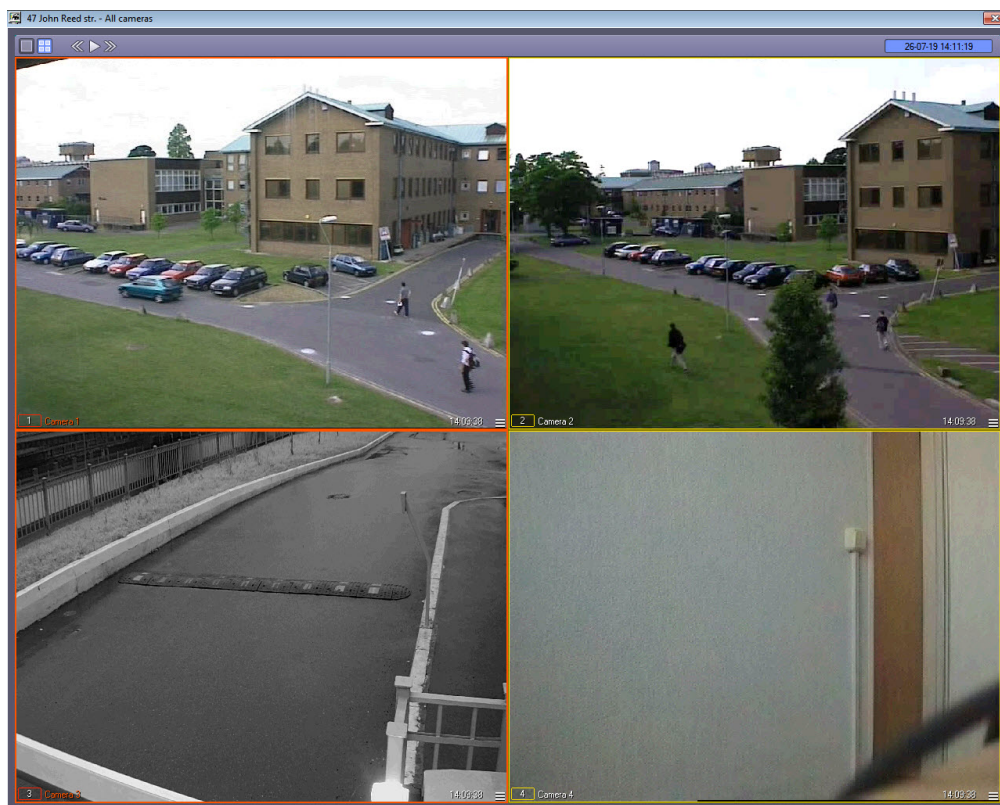 47 John Reed str. - All cameras
26-07-19 14:11:19
1 Camera 1 14:09:38
2 Camera 2 14:09:38
3 Camera 3 14:09:38
4 Camera 4 14:09:38